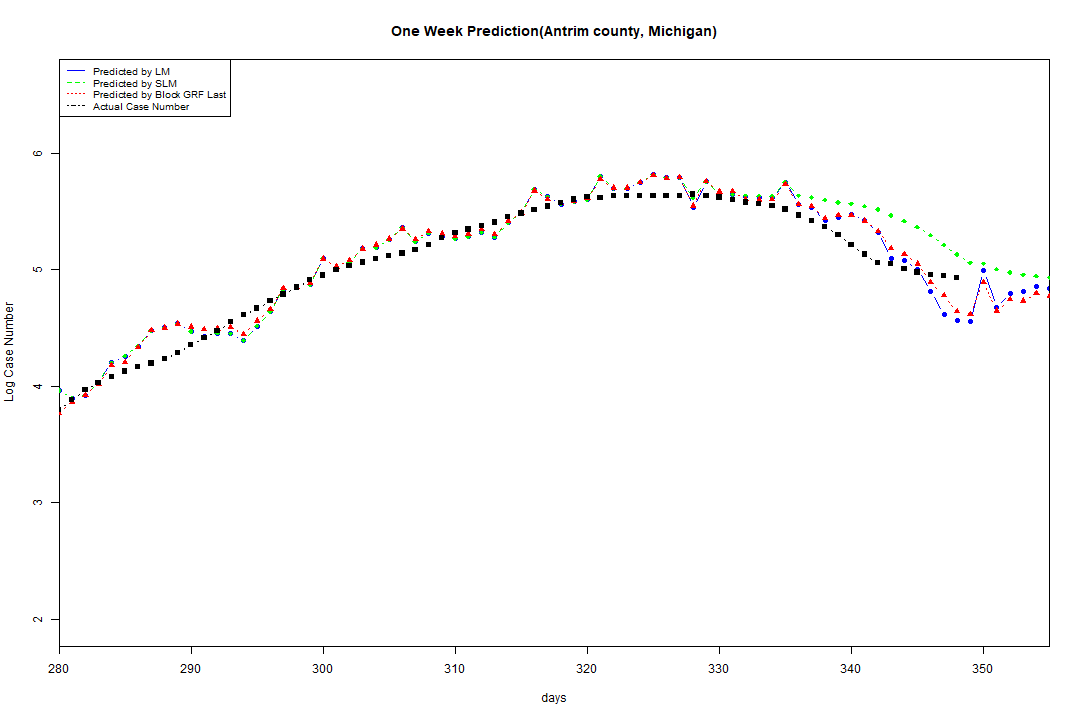 One Week Prediction(Antrim county, Michigan)
Predicted by LM
Predicted by SLM
Predicted by Block GRF Last
Actual Case Number
6
5
4
3
2
Log Case Number
280 290 300 310 320 330 340 350
days